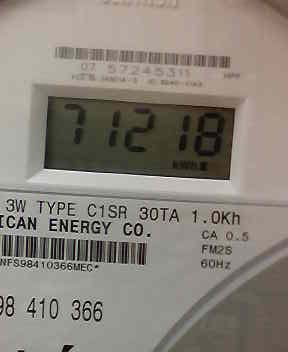 07 57245311 HPF
71218
kWh
3W TYPE C1SR 30TA 1.0Kh
ICAN ENERGY CO.
CA 0.5
FM2S
60Hz
NFS98410366MEC*
98 410 366